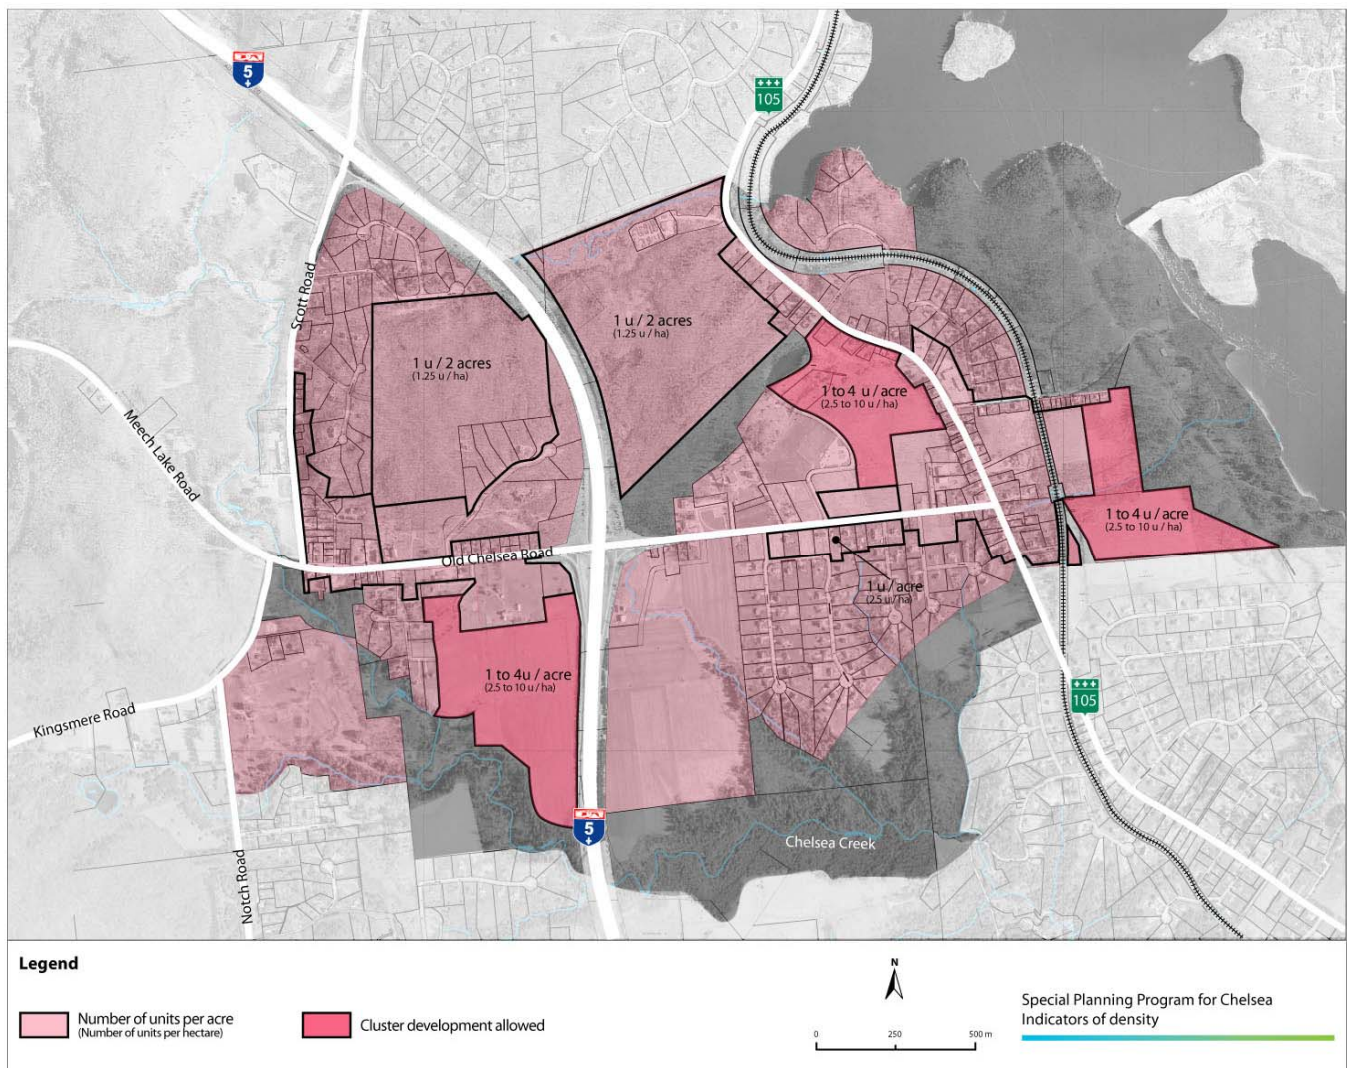 5
105
Scott Road
1 u / 2 acres
(1.25 u / ha)
1 u / 2 acres
(1.25 u / ha)
1 to 4 u / acre
(2.5 to 10 u / ha)
Meech Lake Road
1 to 4 u / acre
(2.5 to 10 u / ha)
Old Chelsea Road
1 u / acre
(2.5 u / ha)
1 to 4u / acre
(2.5 to 10 u / ha)
Kingsmere Road
105
5
Chelsea Creek
Notch Road
Legend
Number of units per acre
(Number of units per hectare)
Cluster development allowed
N
0 250 500 m
Special Planning Program for Chelsea
Indicators of density